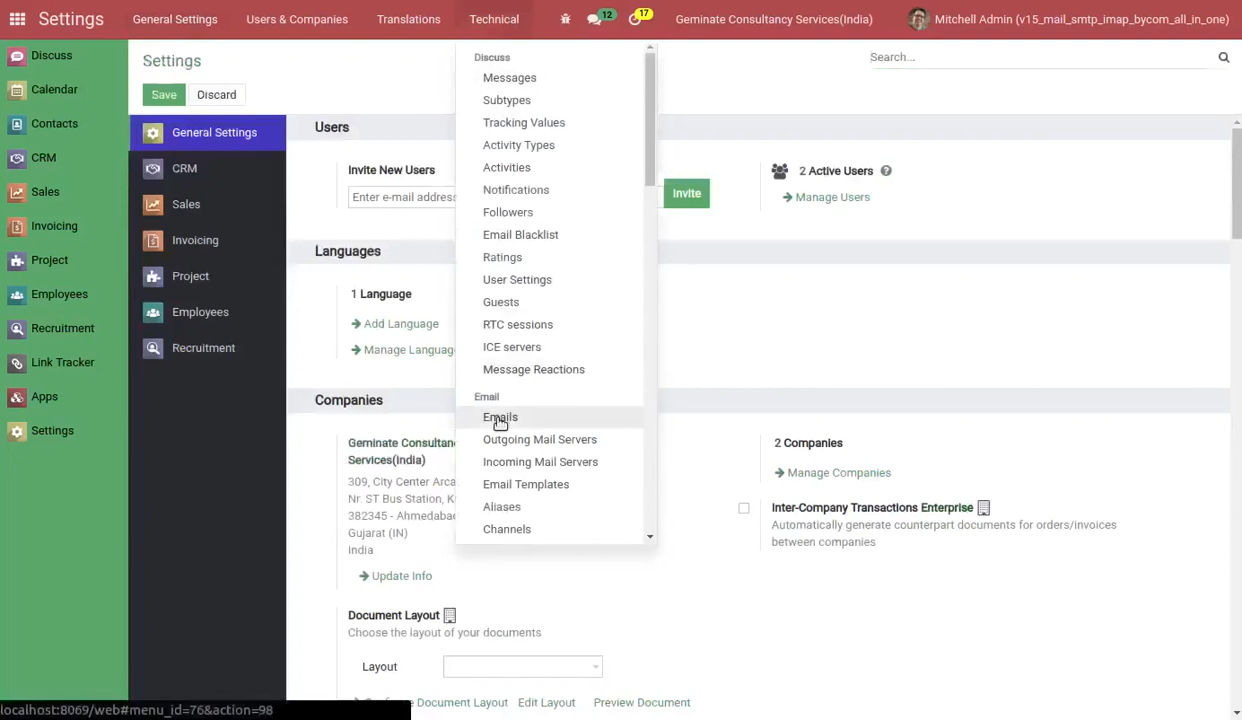 Settings General Settings Users & Companies Translations Technical 12 17 Geminate Consultancy Services(India) Mitchell Admin (v15_mail_smtp_imap_bycom_all_in_one)
Discuss
Calendar
Contacts
CRM
Sales
Invoicing
Project
Employees
Recruitment
Link Tracker
Apps
Settings
Settings
Search...
Save Discard
General Settings
CRM
Sales
Invoicing
Project
Employees
Recruitment
Discuss
Messages
Subtypes
Tracking Values
Activity Types
Activities
Notifications
Followers
Email Blacklist
Ratings
User Settings
Guests
RTC sessions
ICE servers
Message Reactions
Email
Emails
Outgoing Mail Servers
Incoming Mail Servers
Email Templates
Aliases
Channels
Users
Invite New Users
Enter e-mail address
Invite
2 Active Users
Manage Users
Languages
1 Language
Add Language
Manage Languag
Companies
Geminate Consultan
Services(India)
309, City Center Arca
Nr. ST Bus Station, K
382345 - Ahmedabad
Gujarat (IN)
India
Update Info
2 Companies
Manage Companies
Inter-Company Transactions Enterprise
Automatically generate counterpart documents for orders/invoices
between companies
Document Layout
Choose the layout of your documents
Layout
Document Layout Edit Layout Preview Document
localhost:8069/web#menu_id=76&action=98